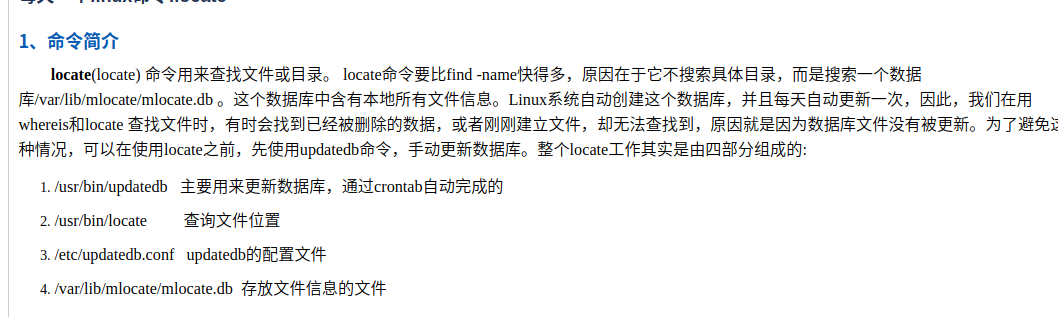 1、命令简介
locate(locate) 命令用来查找文件或目录。 locate命令要比find -name快得多，原因在于它不搜索具体目录，而是搜索一个数据
库/var/lib/mlocate/mlocate.db 。这个数据库中含有本地所有文件信息。Linux系统自动创建这个数据库，并且每天自动更新一次，因此，我们在用
whereis和locate 查找文件时，有时会找到已经被删除的数据，或者刚刚建立文件，却无法查找到，原因就是因为数据库文件没有被更新。为了避免这
种情况，可以在使用locate之前，先使用updatedb命令，手动更新数据库。整个locate工作其实是由四部分组成的:
1. /usr/bin/updatedb 主要用来更新数据库，通过crontab自动完成的
2. /usr/bin/locate 查询文件位置
3. /etc/updatedb.conf updatedb的配置文件
4. /var/lib/mlocate/mlocate.db 存放文件信息的文件